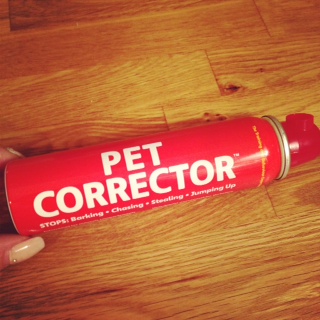 PET
CORRECTOR™
STOPS: Barking • Chasing • Stealing • Jumping Up